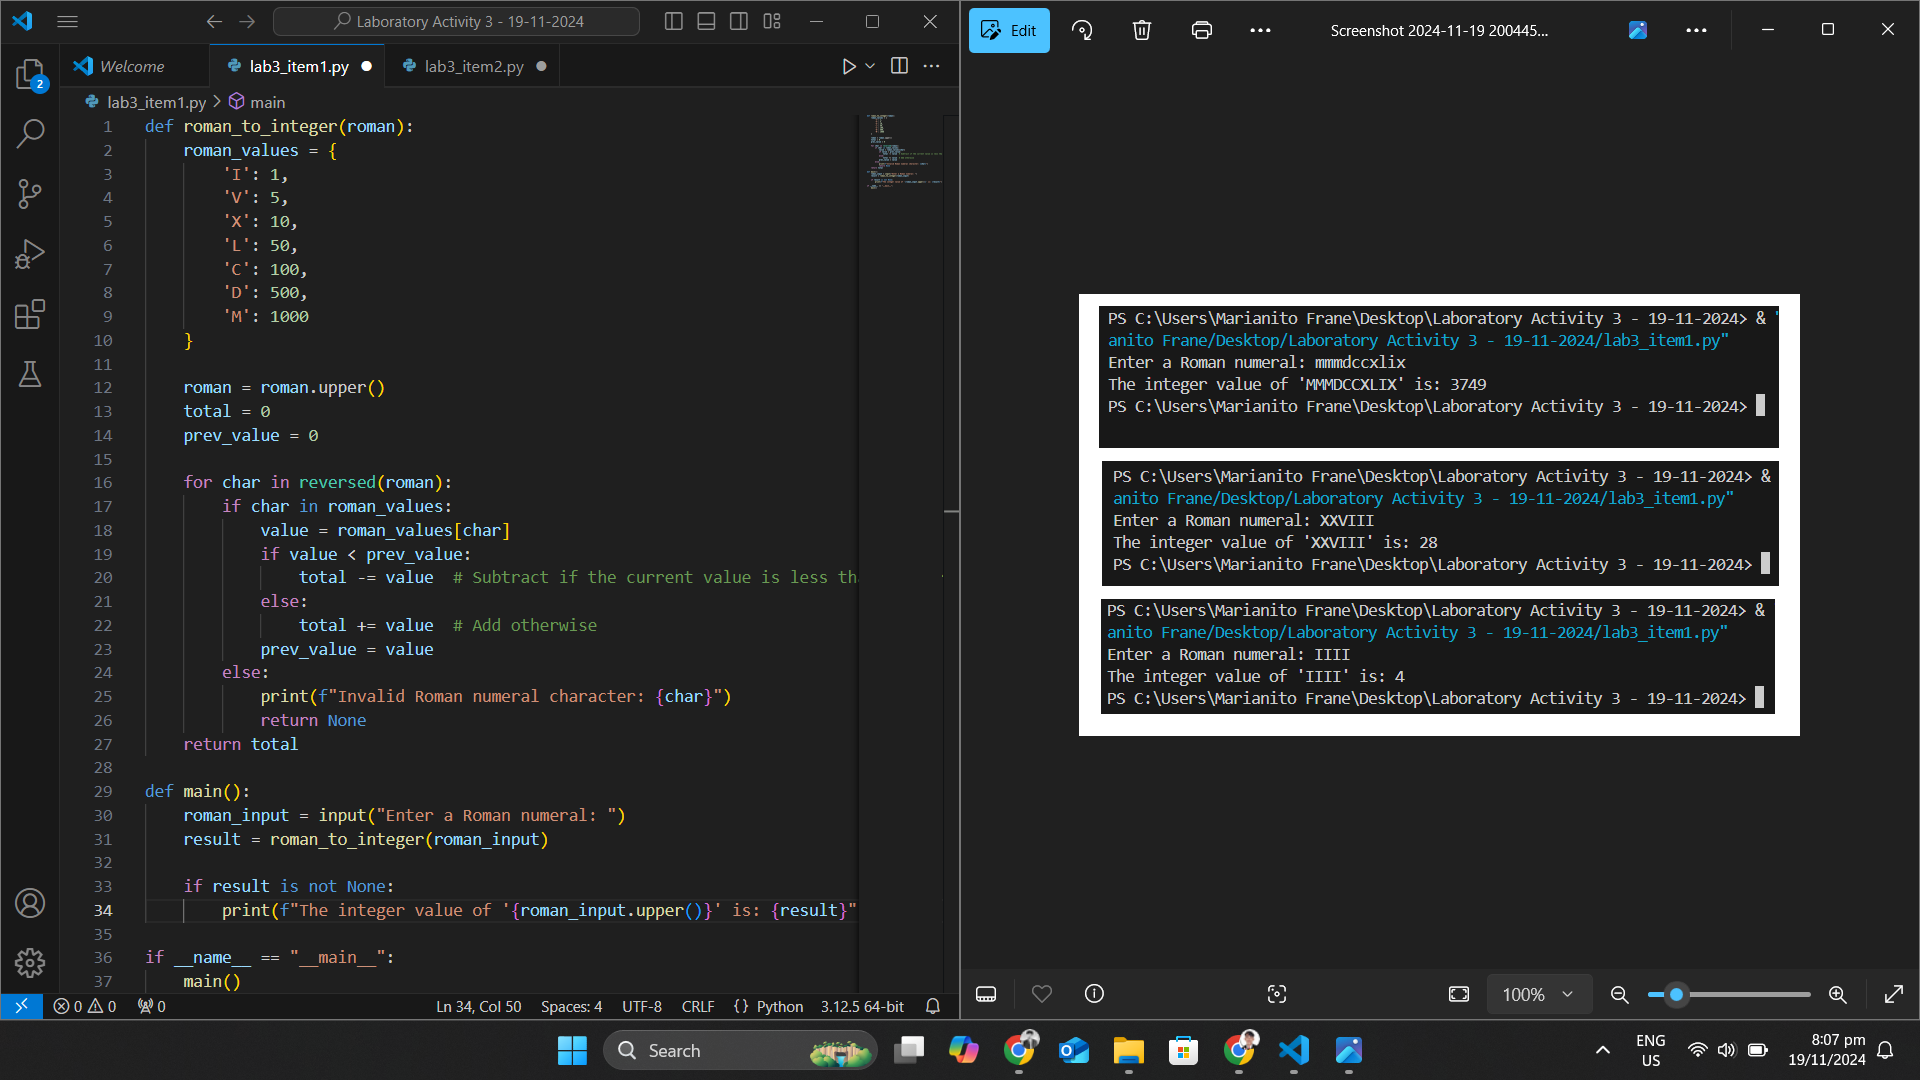 Laboratory Activity 3 - 19-11-2024
2
Welcome
lab3_item1.py
lab3_item2.py
lab3_item1.py > main
1 def roman_to_integer(roman):
2 roman_values = {
3 'I': 1,
4 'V': 5,
5 'X': 10,
6 'L': 50,
7 'C': 100,
8 'D': 500,
9 'M': 1000
10 }
11
12 roman = roman.upper()
13 total = 0
14 prev_value = 0
15
16 for char in reversed(roman):
17 if char in roman_values:
18 value = roman_values[char]
19 if value < prev_value:
20 total -= value # Subtract if the current value is less
21 else:
22 total += value # Add otherwise
23 prev_value = value
24 else:
25 print(f"Invalid Roman numeral character: {char}")
26 return None
27 return total
28
29 def main():
30 roman_input = input("Enter a Roman numeral: ")
31 result = roman_to_integer(roman_input)
32
33 if result is not None:
34 print(f"The integer value of '{roman_input.upper()}' is: {result}"
35
36 if __name__ == "__main__":
37 main()
0 0 0 Ln 34, Col 50 Spaces: 4 UTF-8 CRLF {} Python 3.12.5 64-bit
Edit
Screenshot 2024-11-19 200445...
PS C:\Users\Marianito Frane\Desktop\Laboratory Activity 3 - 19-11-2024> & '
anito Frane/Desktop/Laboratory Activity 3 - 19-11-2024/lab3_item1.py"
Enter a Roman numeral: mmmdccxlix
The integer value of 'MMMDCCXLIX' is: 3749
PS C:\Users\Marianito Frane\Desktop\Laboratory Activity 3 - 19-11-2024>
PS C:\Users\Marianito Frane\Desktop\Laboratory Activity 3 - 19-11-2024> &
anito Frane/Desktop/Laboratory Activity 3 - 19-11-2024/lab3_item1.py"
Enter a Roman numeral: XXVIII
The integer value of 'XXVIII' is: 28
PS C:\Users\Marianito Frane\Desktop\Laboratory Activity 3 - 19-11-2024>
PS C:\Users\Marianito Frane\Desktop\Laboratory Activity 3 - 19-11-2024> &
anito Frane/Desktop/Laboratory Activity 3 - 19-11-2024/lab3_item1.py"
Enter a Roman numeral: IIII
The integer value of 'IIII' is: 4
PS C:\Users\Marianito Frane\Desktop\Laboratory Activity 3 - 19-11-2024>
100%
Search
ENG
US
8:07 pm
19/11/2024